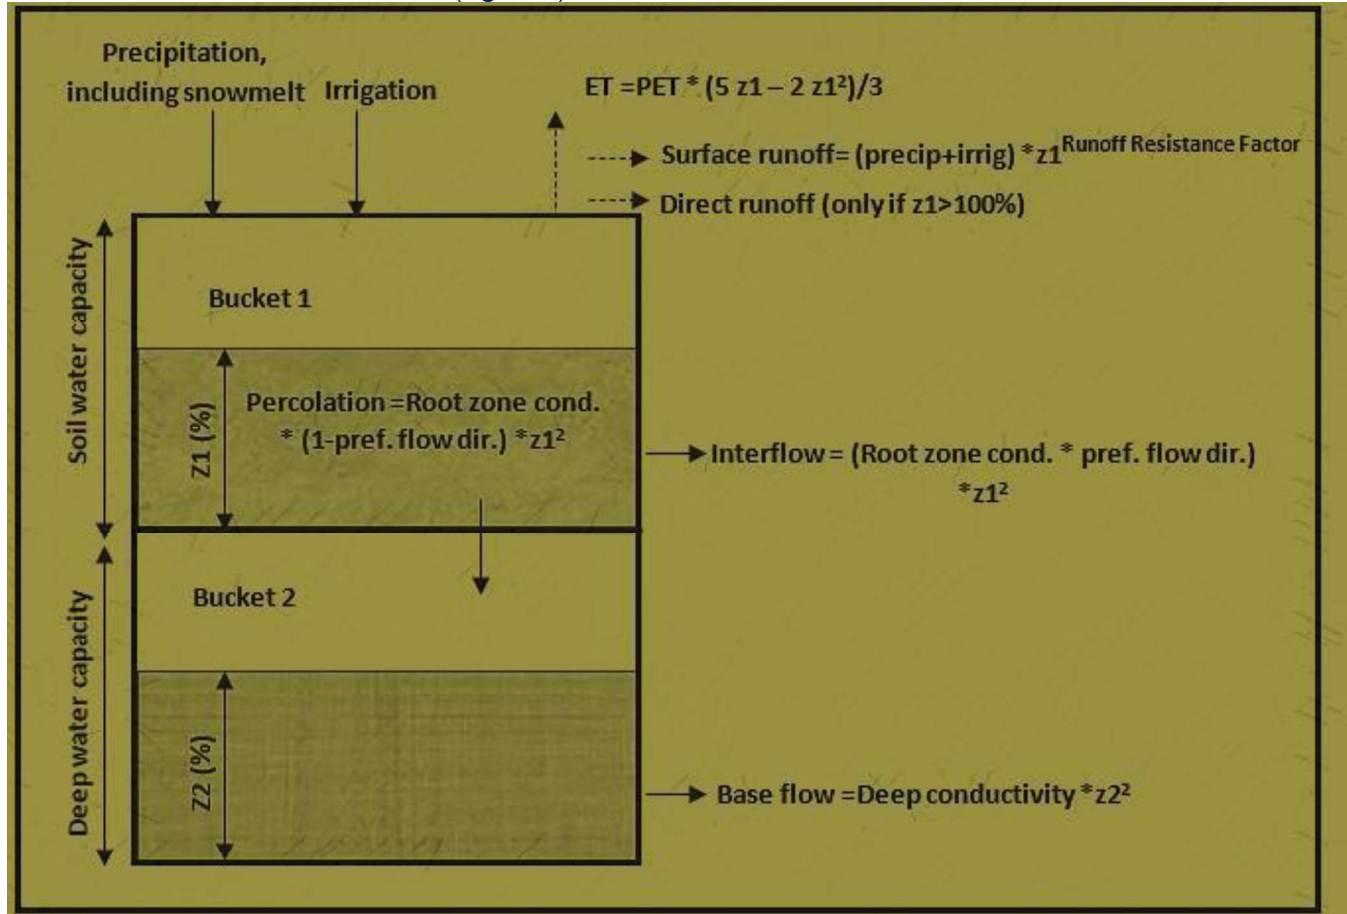 Precipitation,
including snowmelt
Irrigation
ET =PET * (5 z1 – 2 z1²)/3
Surface runoff= (precip+irrig) *z1^Runoff Resistance Factor
Direct runoff (only if z1>100%)
Soil water capacity
Bucket 1
Z1 (%)
Percolation =Root zone cond.
* (1-pref. flow dir.) *z1²
Interflow = (Root zone cond. * pref. flow dir.)
*z1²
Deep water capacity
Bucket 2
Z2 (%)
Base flow =Deep conductivity *z2²